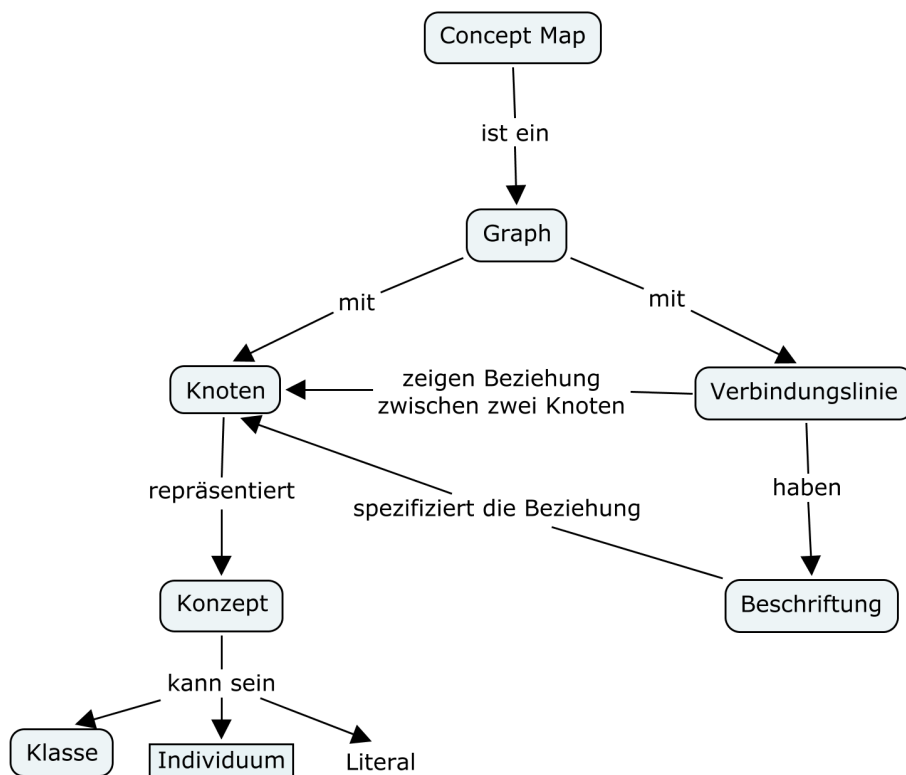 Concept Map
ist ein
Graph
mit
mit
Knoten
zeigen Beziehung
zwischen zwei Knoten
Verbindungslinie
repräsentiert
spezifiziert die Beziehung
haben
Konzept
Beschriftung
kann sein
Klasse
Individuum
Literal